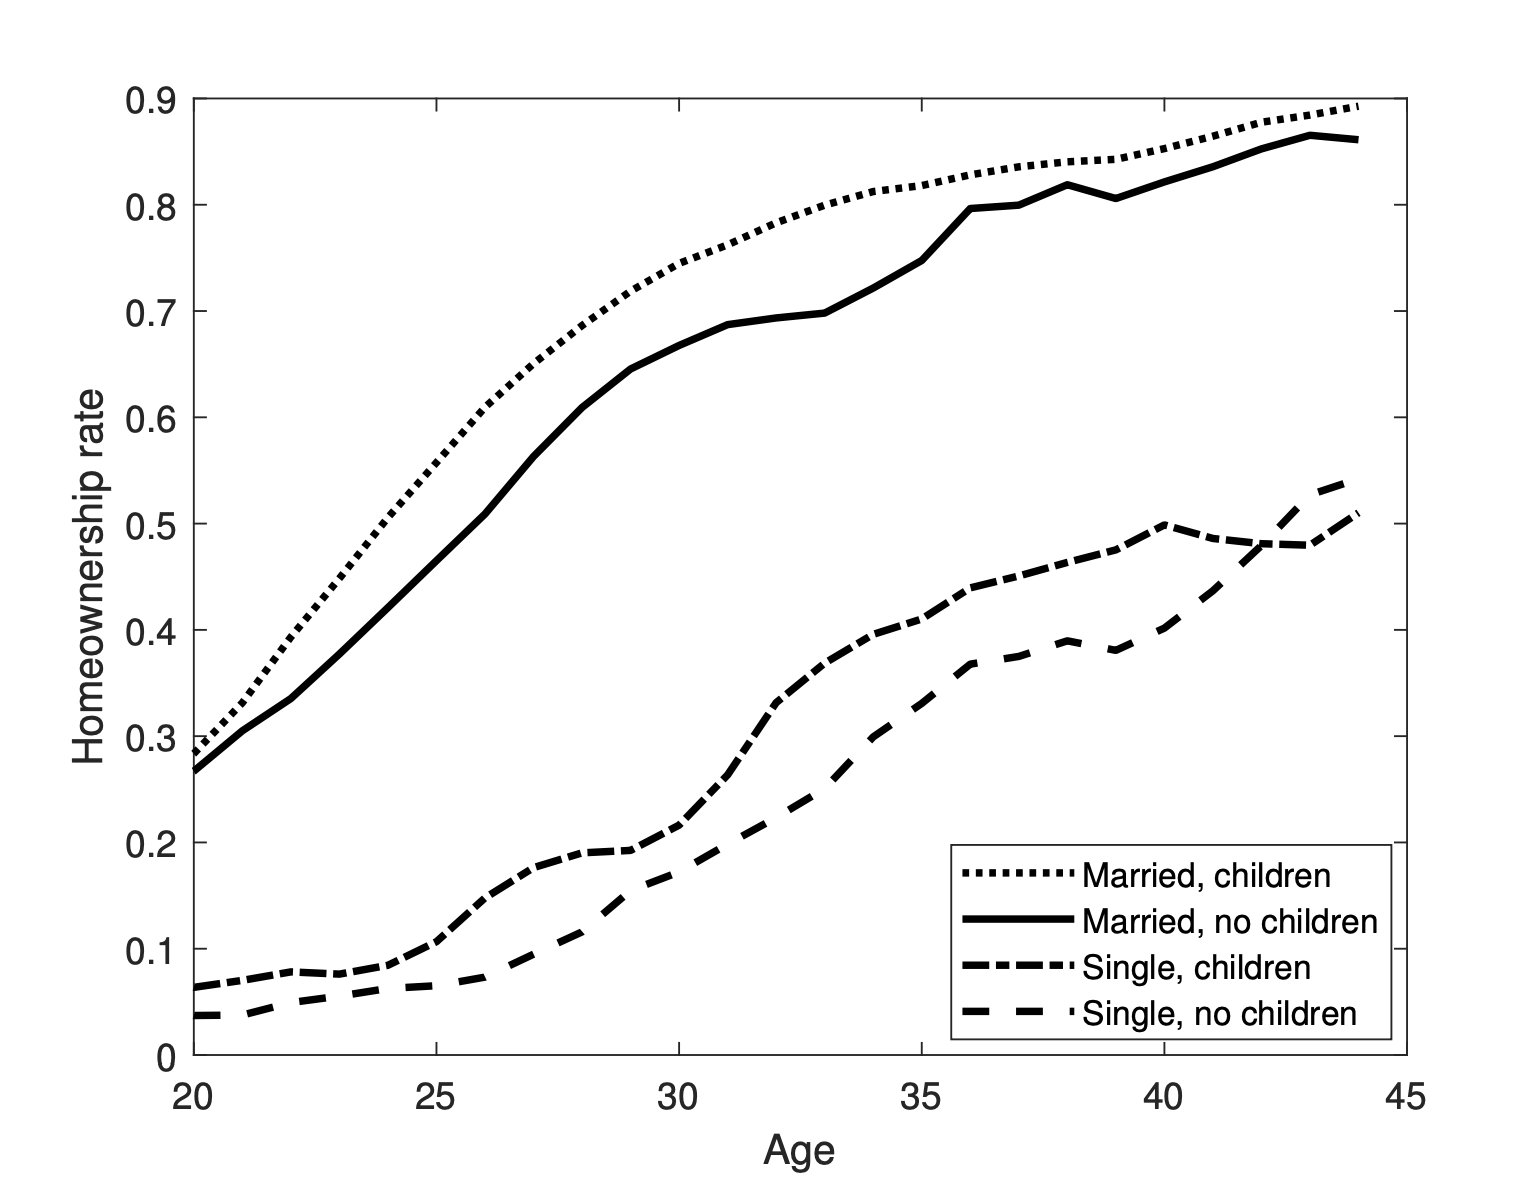 0.9
0.8
0.7
0.6
0.5
0.4
0.3
0.2
0.1
0
Homeownership rate
Married, children
Married, no children
Single, children
Single, no children
20 25 30 35 40 45
Age